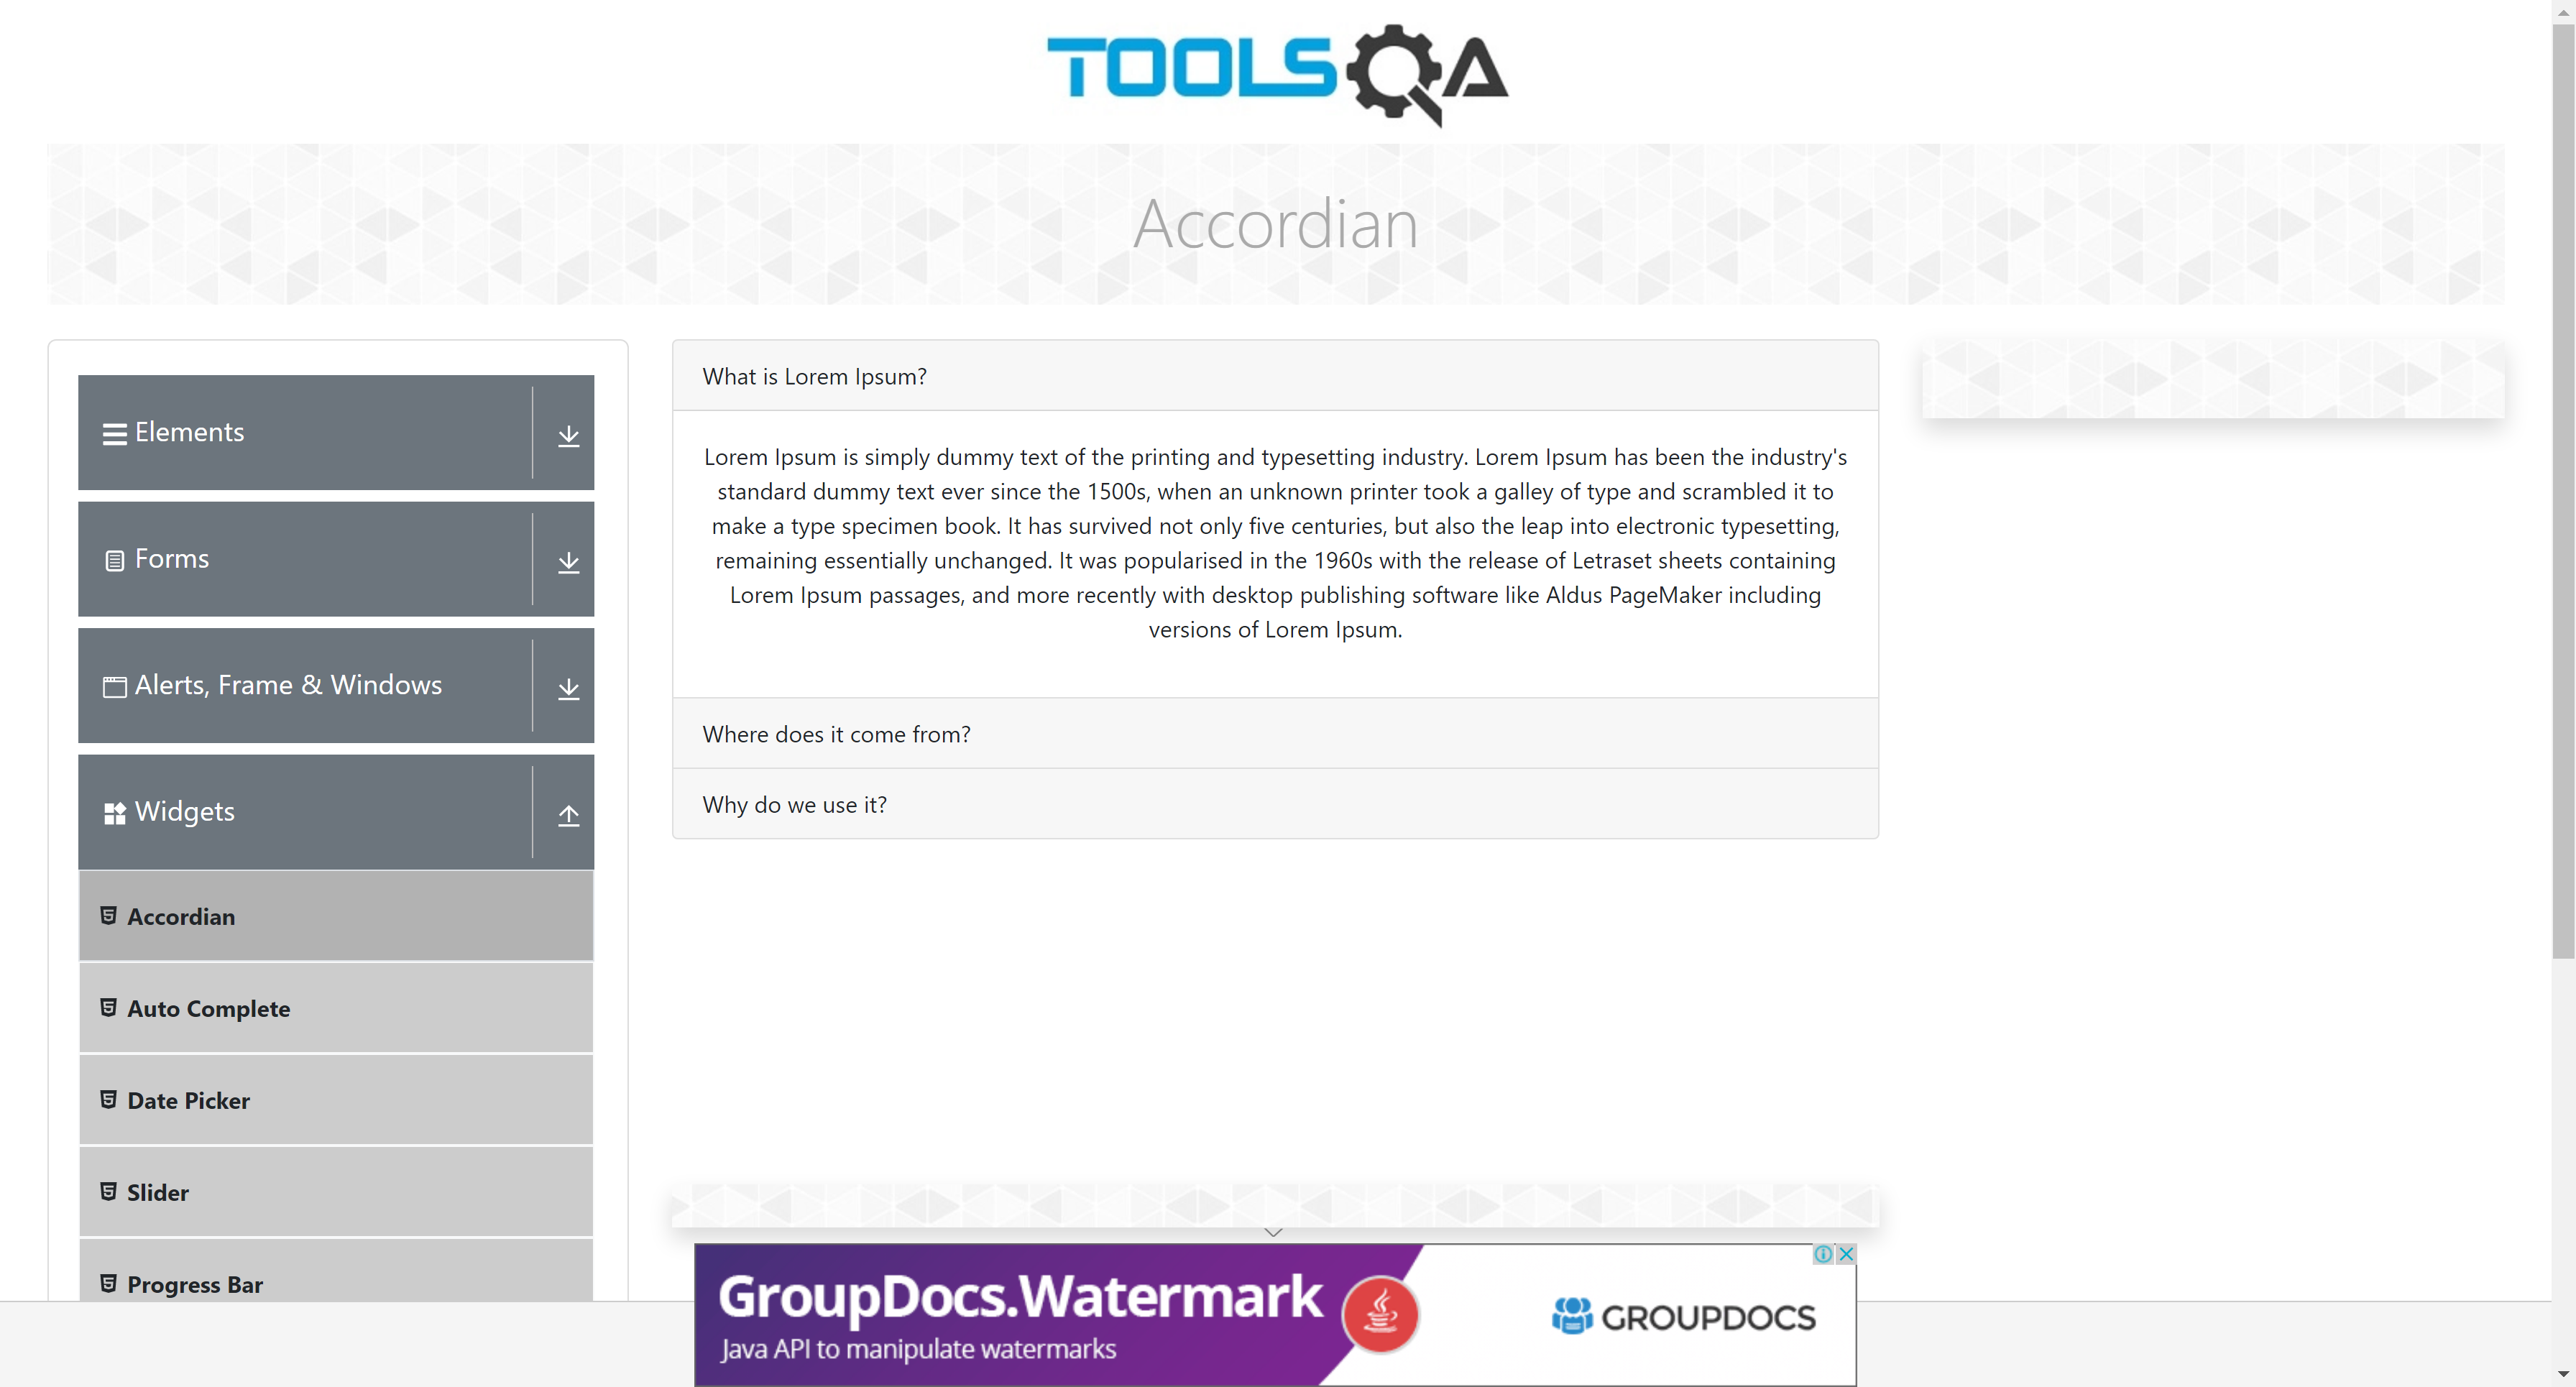 TOOLSQA
Accordian
Elements
Forms
Alerts, Frame & Windows
Widgets
Accordian
Auto Complete
Date Picker
Slider
Progress Bar
What is Lorem Ipsum?
Lorem Ipsum is simply dummy text of the printing and typesetting industry. Lorem Ipsum has been the industry's
standard dummy text ever since the 1500s, when an unknown printer took a galley of type and scrambled it to
make a type specimen book. It has survived not only five centuries, but also the leap into electronic typesetting,
remaining essentially unchanged. It was popularised in the 1960s with the release of Letraset sheets containing
Lorem Ipsum passages, and more recently with desktop publishing software like Aldus PageMaker including
versions of Lorem Ipsum.
Where does it come from?
Why do we use it?
GroupDocs.Watermark
Java API to manipulate watermarks
GROUPDOCS